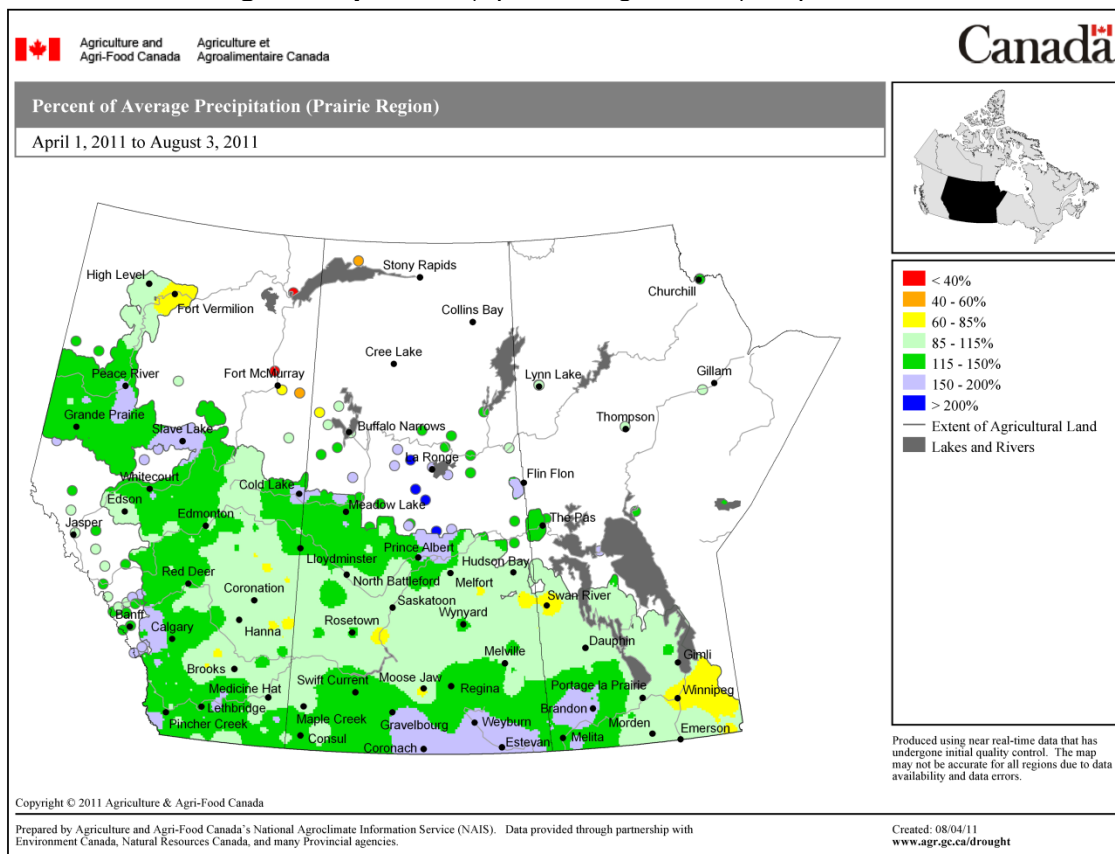 Agriculture and Agriculture et
Agri-Food Canada Agroalimentaire Canada
Canada
Percent of Average Precipitation (Prairie Region)
April 1, 2011 to August 3, 2011
< 40%
40 - 60%
60 - 85%
85 - 115%
115 - 150%
150 - 200%
> 200%
Extent of Agricultural Land
Lakes and Rivers
High Level
Fort Vermilion
Stony Rapids
Churchill
Collins Bay
Cree Lake
Peace River
Fort McMurray
Lynn Lake
Gillam
Grande Prairie
Slave Lake
Buffalo Narrows
Thompson
La Ronge
Whitecourt
Cold Lake
Flin Flon
Edson
Meadow Lake
Jasper
Edmonton
The Pas
Lloydminster
Prince Albert
Hudson Bay
Red Deer
North Battleford
Melfort
Coronation
Saskatoon
Swan River
Banff
Hanna
Rosetown
Wynyard
Calgary
Dauphin
Brooks
Melville
Gimli
Medicine Hat
Swift Current
Moose Jaw
Regina
Portage la Prairie
Winnipeg
Lethbridge
Maple Creek
Brandon
Pincher Creek
Gravelbourg
Weyburn
Morden
Emerson
Consul
Coronach
Estevan
Melita
Produced using near real-time data that has
undergone initial quality control. The map
may not be accurate for all regions due to data
availability and data errors.
Copyright © 2011 Agriculture & Agri-Food Canada
Prepared by Agriculture and Agri-Food Canada's National Agroclimate Information Service (NAIS). Data provided through partnership with
Environment Canada, Natural Resources Canada, and many Provincial agencies.
Created: 08/04/11
www.agr.gc.ca/drought